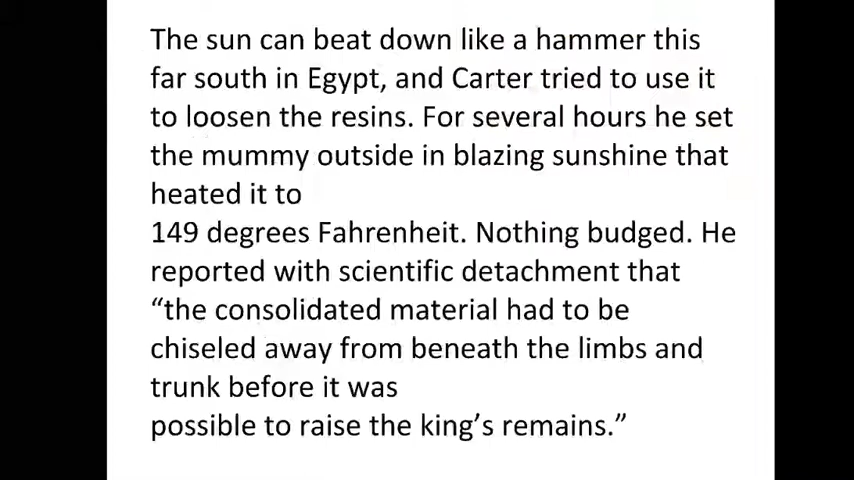 The sun can beat down like a hammer this
far south in Egypt, and Carter tried to use it
to loosen the resins. For several hours he set
the mummy outside in blazing sunshine that
heated it to
149 degrees Fahrenheit. Nothing budged. He
reported with scientific detachment that
“the consolidated material had to be
chiseled away from beneath the limbs and
trunk before it was
possible to raise the king’s remains.”